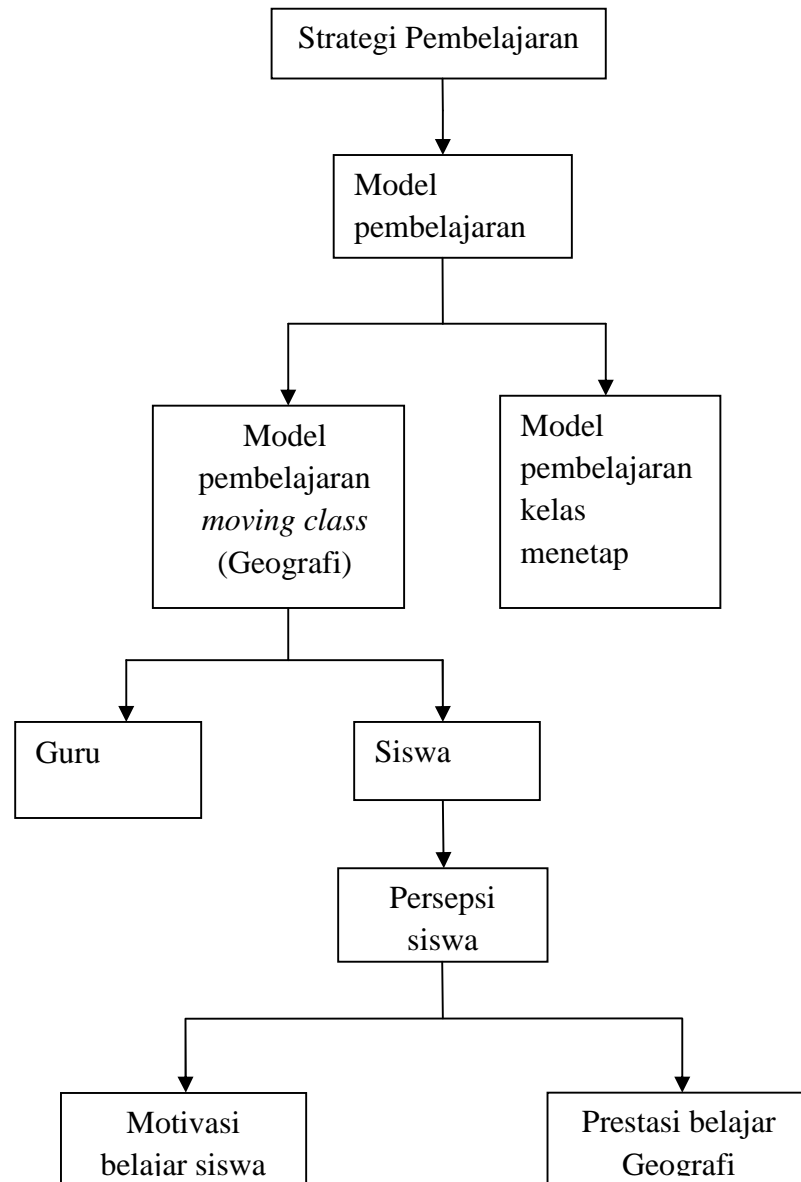 Strategi Pembelajaran
Model
pembelajaran
Model
pembelajaran
moving class
(Geografi)
Model
pembelajaran
kelas
menetap
Guru
Siswa
Persepsi
siswa
Motivasi
belajar siswa
Prestasi belajar
Geografi